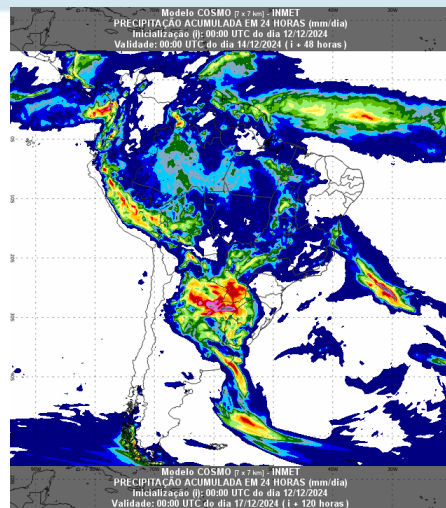 Modelo COSMO [7 x 7 km] - INMET
PRECIPITAÇÃO ACUMULADA EM 24 HORAS (mm/dia)
Inicialização (i): 00:00 UTC do dia 12/12/2024
Validade: 00:00 UTC do dia 14/12/2024 ( i + 48 horas )
Modelo COSMO [7 x 7 km] - INMET
PRECIPITAÇÃO ACUMULADA EM 24 HORAS (mm/dia)
Inicialização (i): 00:00 UTC do dia 12/12/2024
Validade: 00:00 UTC do dia 17/12/2024 ( i + 120 horas )